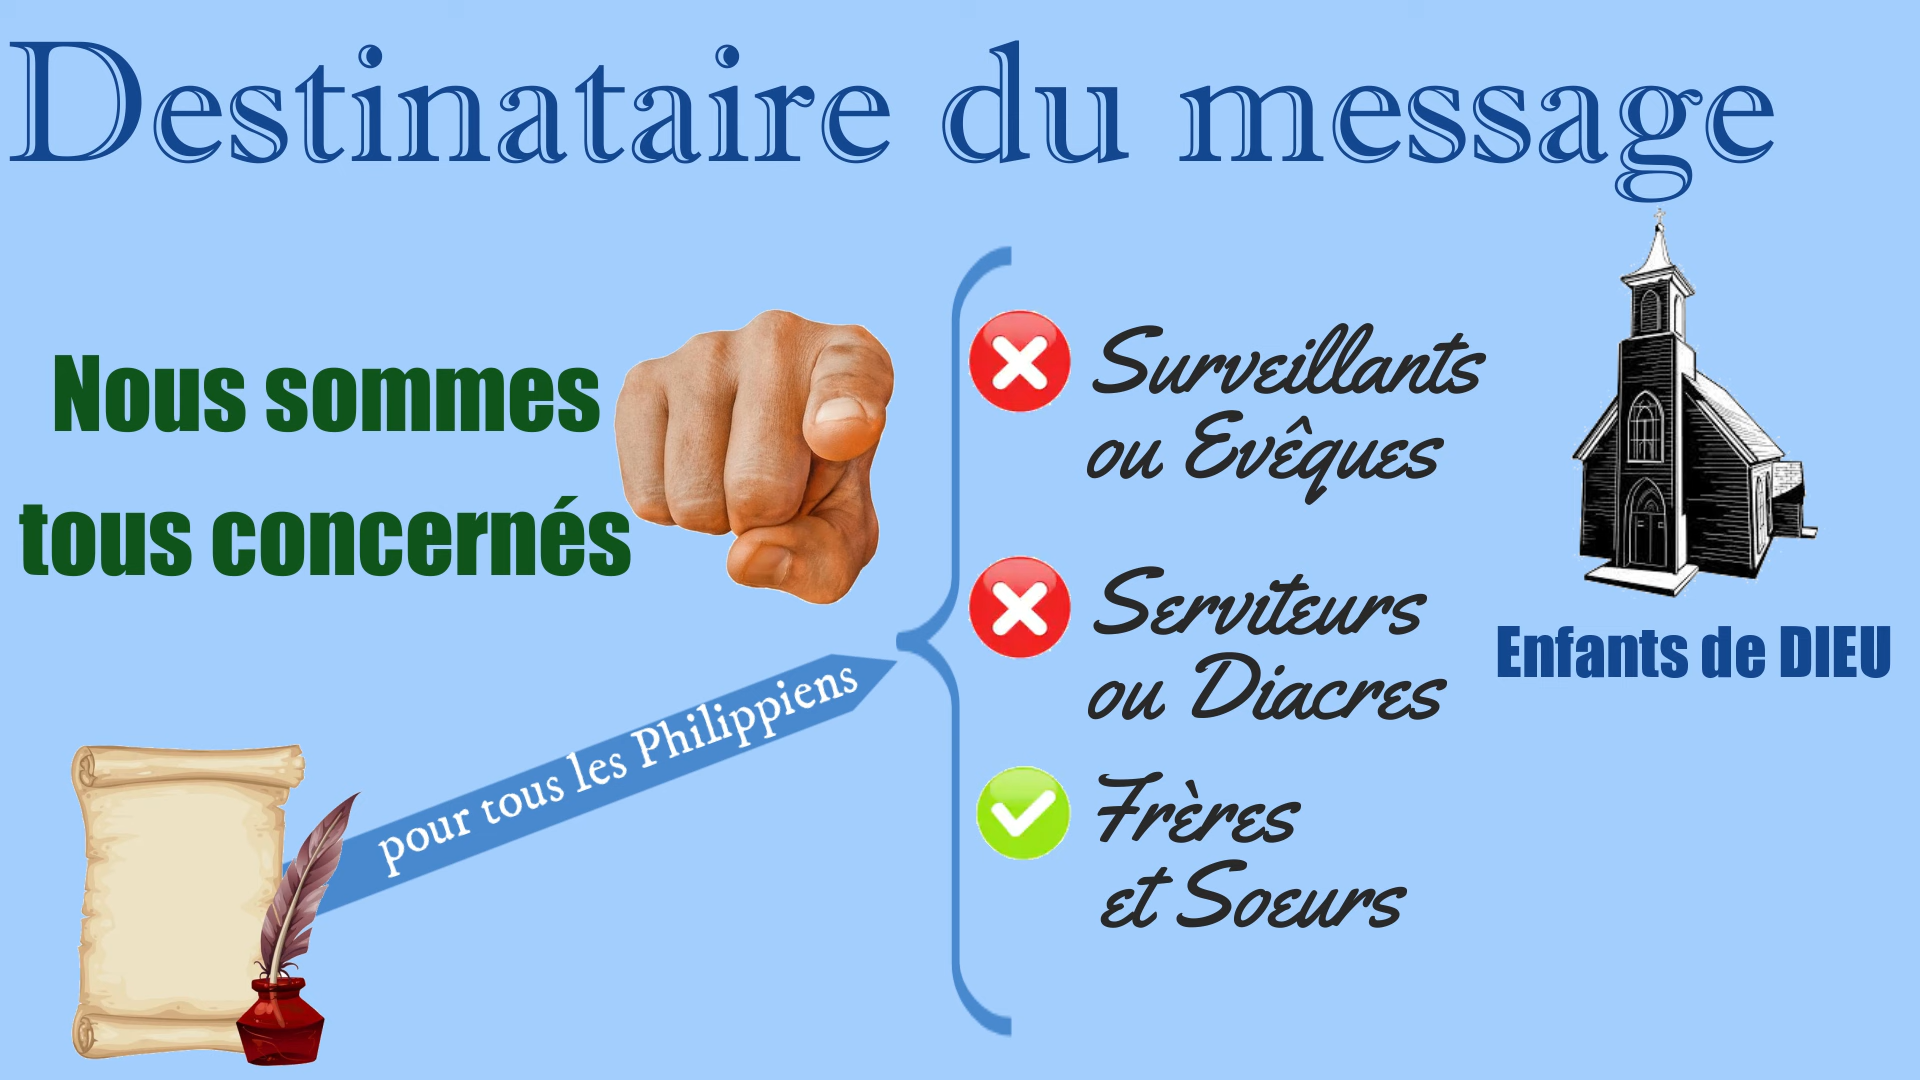 Destinataire du message
Nous sommes
tous concernés
pour tous les Philippiens
Surveillants
ou Evêques
Serviteurs
ou Diacres
Frères
et Soeurs
Enfants de DIEU